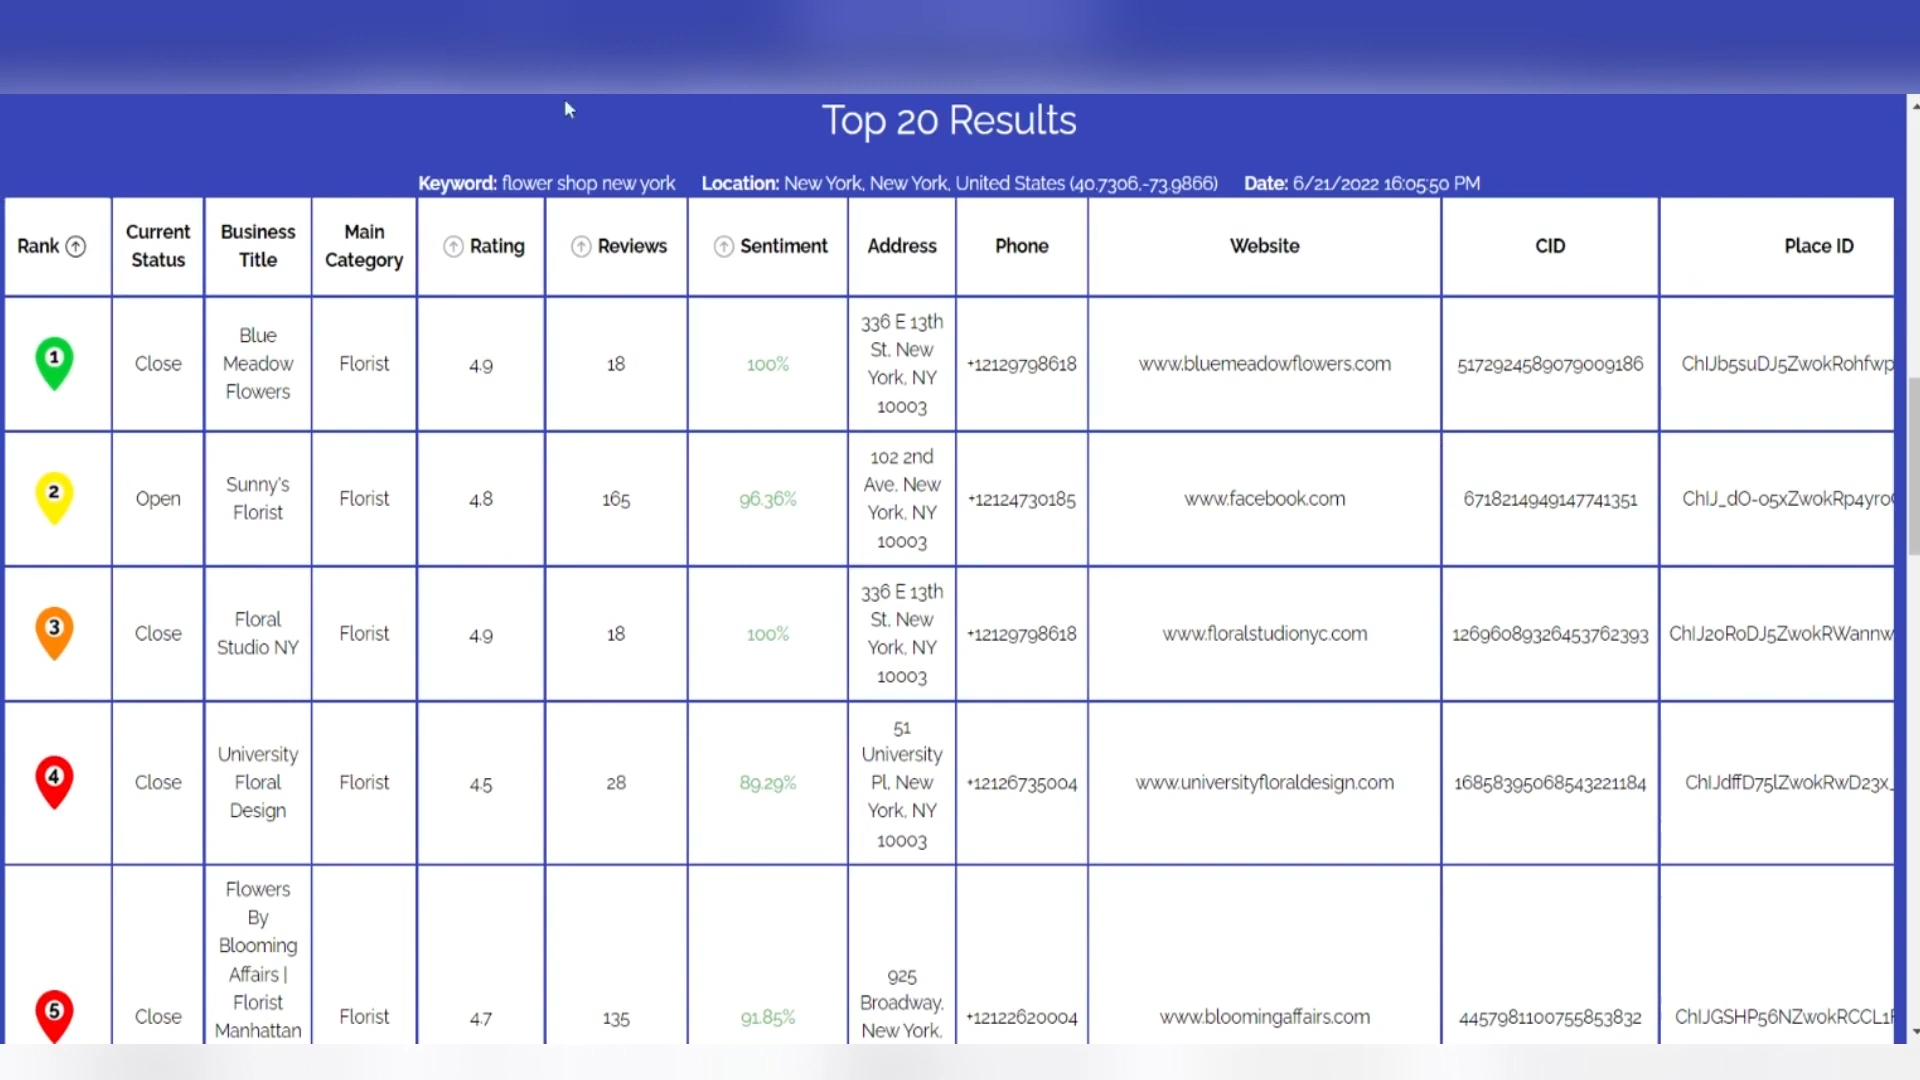 Top 20 Results
Keyword: flower shop new york Location: New York, New York, United States (40.7306,-73.9866) Date: 6/21/2022 16:05:50 PM
Rank Current Status Business Title Main Category Rating Reviews Sentiment Address Phone Website CID Place ID
1 Close Blue Meadow Flowers Florist 4.9 18 100% 336 E 13th St, New York, NY 10003 +12129798618 www.bluemeadowflowers.com 5172924589079009186 ChIJb5suDJ5ZwokRohfwp
2 Open Sunny's Florist Florist 4.8 165 96.36% 102 2nd Ave, New York, NY 10003 +12124730185 www.facebook.com 6718214949147741351 ChIJ_dO-05xZwokRp4yro
3 Close Floral Studio NY Florist 4.9 18 100% 336 E 13th St, New York, NY 10003 +12129798618 www.floralstudionyc.com 12696089326453762393 ChIJ2oRoDJ5ZwokRWannw
4 Close University Floral Design Florist 4.5 28 89.29% 51 University Pl, New York, NY 10003 +12126735004 www.universityfloraldesign.com 16858395068543221184 ChIJdffD75lZwokRwD23x_
5 Close Flowers By Blooming Affairs | Florist Manhattan Florist 4.7 135 91.85% 925 Broadway, New York, +12122620004 www.bloomingaffairs.com 4457981100755853832 ChIJGSHP56NZwokRCCL1F